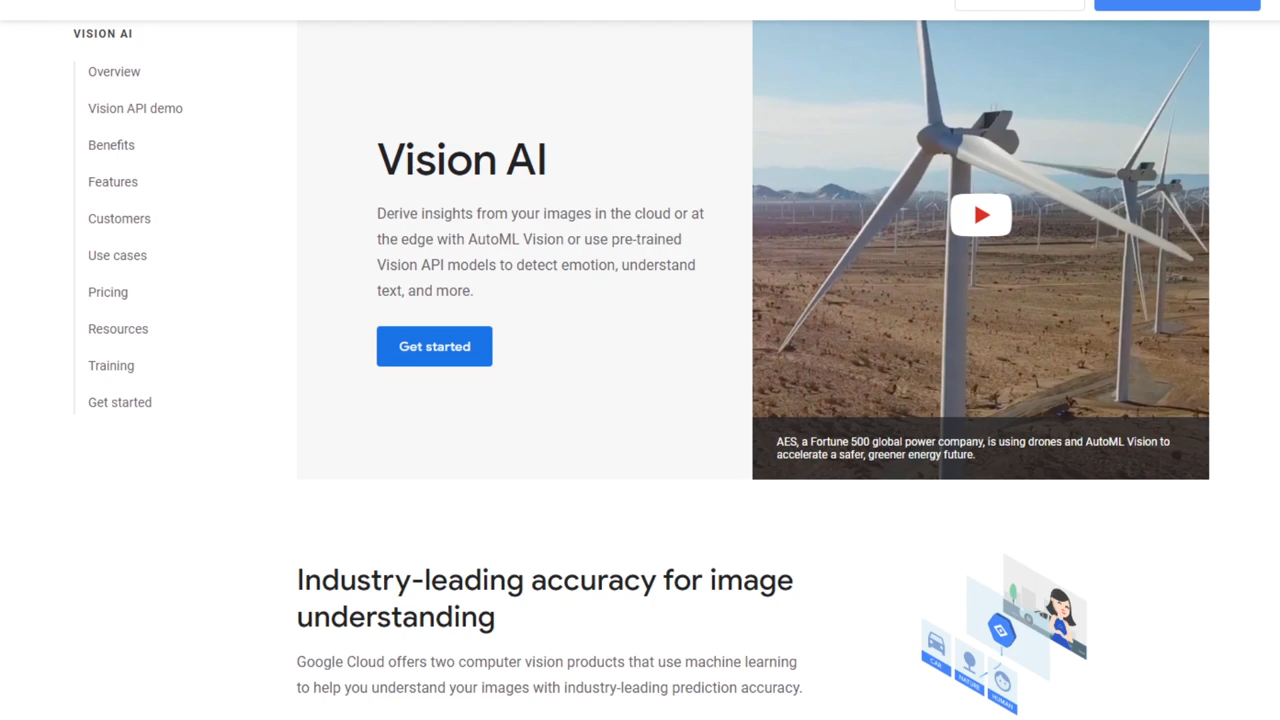 VISION AI
Overview
Vision API demo
Benefits
Features
Customers
Use cases
Pricing
Resources
Training
Get started
Vision AI
Derive insights from your images in the cloud or at
the edge with AutoML Vision or use pre-trained
Vision API models to detect emotion, understand
text, and more.
Get started
AES, a Fortune 500 global power company, is using drones and AutoML Vision to
accelerate a safer, greener energy future.
Industry-leading accuracy for image
understanding
Google Cloud offers two computer vision products that use machine learning
to help you understand your images with industry-leading prediction accuracy.
CAR
NATURE
HUMAN